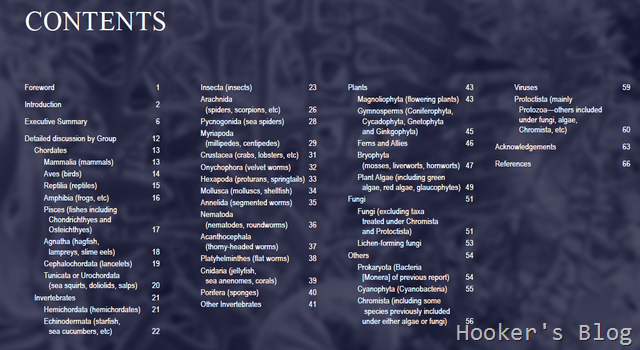 CONTENTS
Foreword 1
Introduction 2
Executive Summary 6
Detailed discussion by Group 12
Chordates 13
Mammalia (mammals) 13
Aves (birds) 14
Reptilia (reptiles) 15
Amphibia (frogs, etc) 16
Pisces (fishes including
Chondrichthyes and
Osteichthyes) 17
Agnatha (hagfish,
lampreys, slime eels) 18
Cephalochordata (lancelets) 19
Tunicata or Urochordata
(sea squirts, doliolids, salps) 20
Invertebrates 21
Hemichordata (hemichordates) 21
Echinodermata (starfish,
sea cucumbers, etc) 22
Insecta (insects) 23
Arachnida
(spiders, scorpions, etc) 26
Pycnogonida (sea spiders) 28
Myriapoda
(millipedes, centipedes) 29
Crustacea (crabs, lobsters, etc) 31
Onychophora (velvet worms) 32
Hexapoda (proturans, springtails) 33
Mollusca (molluscs, shellfish) 34
Annelida (segmented worms) 35
Nematoda
(nematodes, roundworms) 36
Acanthocephala
(thorny-headed worms) 37
Platyhelminthes (flat worms) 38
Cnidaria (jellyfish,
sea anenomes, corals) 39
Porifera (sponges) 40
Other Invertebrates 41
Plants 43
Magnoliophyta (flowering plants) 43
Gymnosperms (Coniferophyta,
Cycadophyta, Gnetophyta
and Ginkgophyta) 45
Ferns and Allies 46
Bryophyta
(mosses, liverworts, hornworts) 47
Plant Algae (including green
algae, red algae, glaucophytes) 49
Fungi 51
Fungi (excluding taxa
treated under Chromista
and Protoctista) 51
Lichen-forming fungi 53
Others 54
Prokaryota (Bacteria
[Monera] of previous report) 54
Cyanophyta (Cyanobacteria) 55
Chromista (including some
species previously included
under either algae or fungi) 56
Viruses 59
Protoctista (mainly
Protozoa—others included
under fungi, algae,
Chromista, etc) 60
Acknowledgements 63
References 66
Hooker's Blog